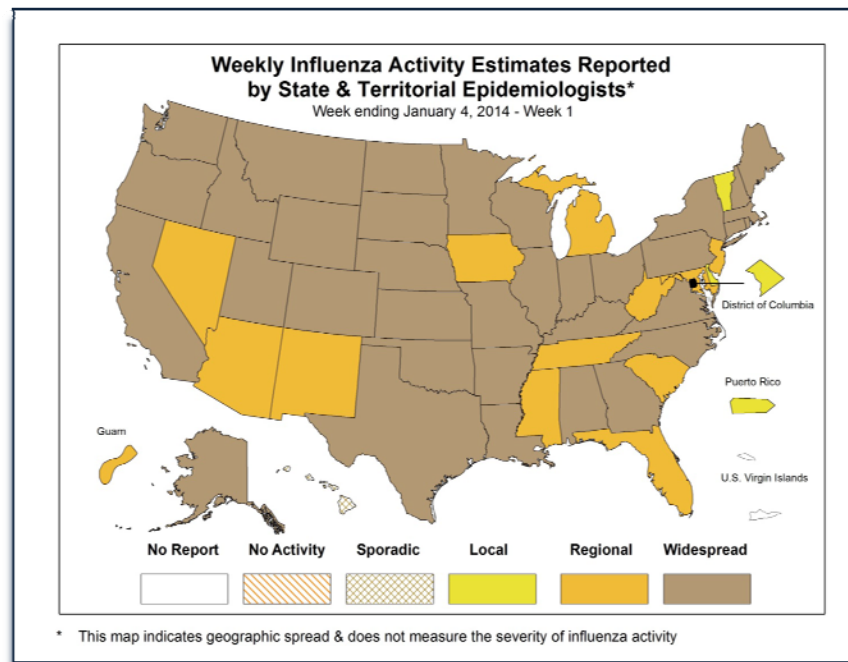 Weekly Influenza Activity Estimates Reported
by State & Territorial Epidemiologists*
Week ending January 4, 2014 - Week 1
District of Columbia
Puerto Rico
Guam
U.S. Virgin Islands
No Report No Activity Sporadic Local Regional Widespread
* This map indicates geographic spread & does not measure the severity of influenza activity